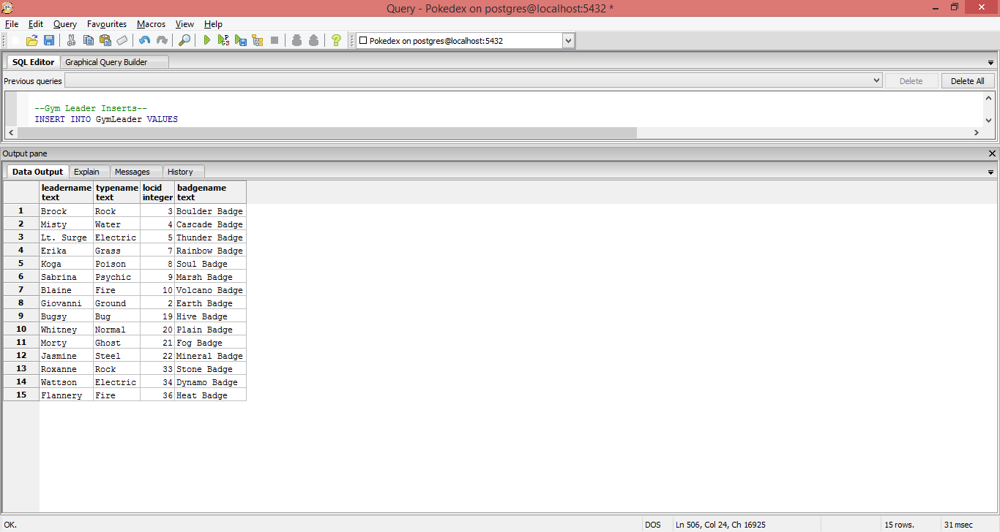 Query - Pokedex on postgres@localhost:5432 *
File Edit Query Favourites Macros View Help
Pokedex on postgres@localhost:5432
SQL Editor Graphical Query Builder
Previous queries Delete Delete All
--Gym Leader Inserts--
INSERT INTO GymLeader VALUES
Output pane
Data Output Explain Messages History
leadername typename locid badgename
text text integer text
1 Brock Rock 3 Boulder Badge
2 Misty Water 4 Cascade Badge
3 Lt. Surge Electric 5 Thunder Badge
4 Erika Grass 7 Rainbow Badge
5 Koga Poison 8 Soul Badge
6 Sabrina Psychic 9 Marsh Badge
7 Blaine Fire 10 Volcano Badge
8 Giovanni Ground 2 Earth Badge
9 Bugsy Bug 19 Hive Badge
10 Whitney Normal 20 Plain Badge
11 Morty Ghost 21 Fog Badge
12 Jasmine Steel 22 Mineral Badge
13 Roxanne Rock 33 Stone Badge
14 Wattson Electric 34 Dynamo Badge
15 Flannery Fire 36 Heat Badge
OK. DOS Ln 506, Col 24, Ch 16925 15 rows. 31 msec